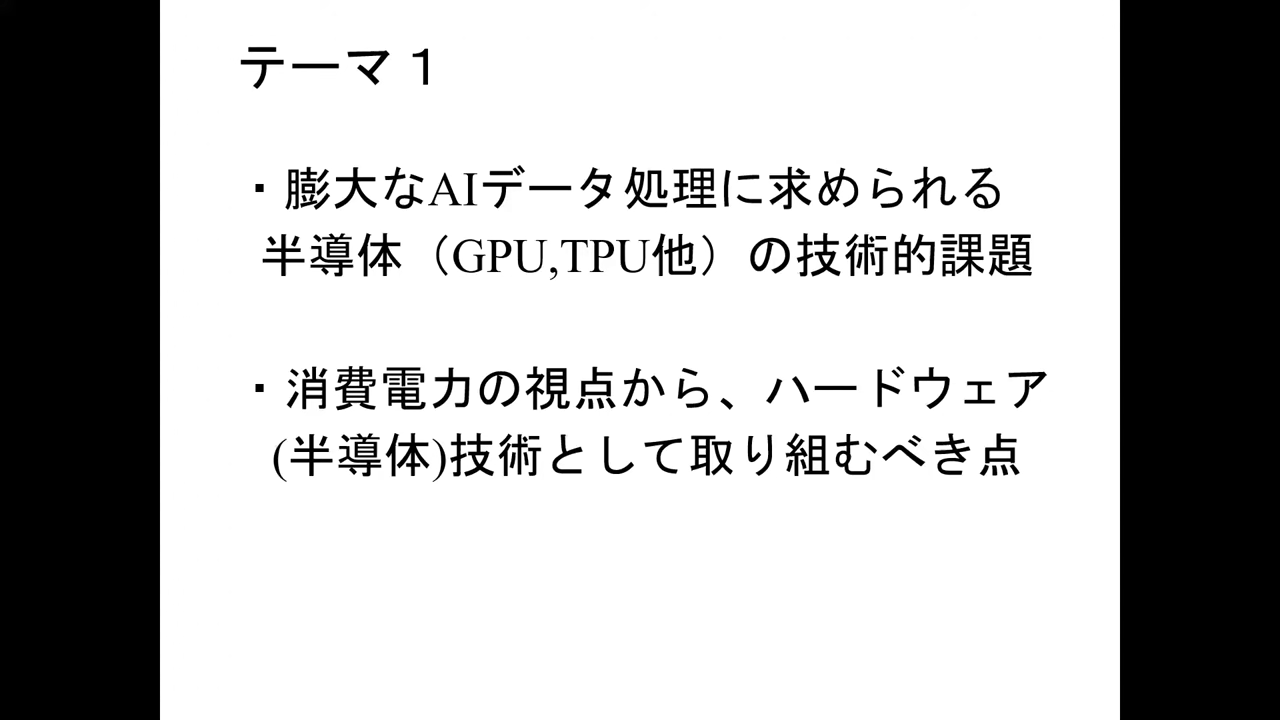 テーマ１
・膨大なAIデータ処理に求められる
半導体（GPU,TPU他）の技術的課題
・消費電力の視点から、ハードウェア
(半導体)技術として取り組むべき点